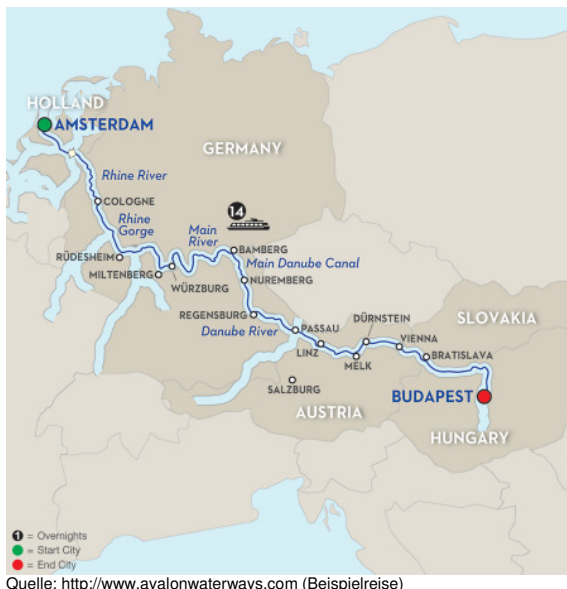 HOLLAND
AMSTERDAM
GERMANY
Rhine River
COLOGNE
14
Rhine
Gorge
Main
River
BAMBERG
RÜDESHEIM
Main Danube Canal
MILTENBERG
NUREMBERG
WÜRZBURG
REGENSBURG
DÜRNSTEIN
SLOVAKIA
Danube River
PASSAU
VIENNA
LINZ
BRATISLAVA
MELK
SALZBURG
BUDAPEST
AUSTRIA
HUNGARY
1 = Overnights
= Start City
= End City
Quelle: http://www.avalonwaterways.com (Beispielreise)